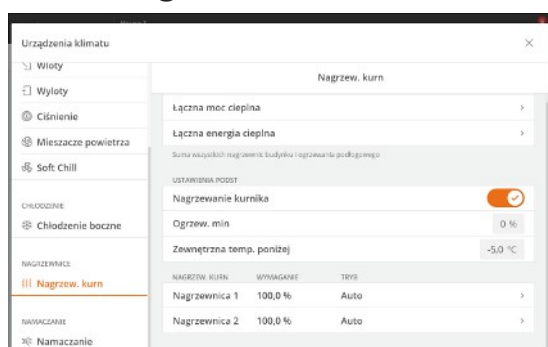 Urządzenia klimatu
Wloty
Wyloty
Ciśnienie
Mieszacze powietrza
Soft Chill
CHŁODZENIE
Chłodzenie boczne
NAGRZEWNICE
Nagrzew. kurn
NAMACZANIE
Namaczanie
Nagrzew. kurn
Łączna moc cieplna
Łączna energia cieplna
Suma wszystkich nagrzewnic budynku i ogrzewania podłogowego
USTAWIENIA PODST
Nagrzewanie kurnika
Ogrzew. min 0 %
Zewnętrzna temp. poniżej -5,0 °C
NAGRZEW. KURN WYMAGANIE TRYB
Nagrzewnica 1 100,0 % Auto
Nagrzewnica 2 100,0 % Auto